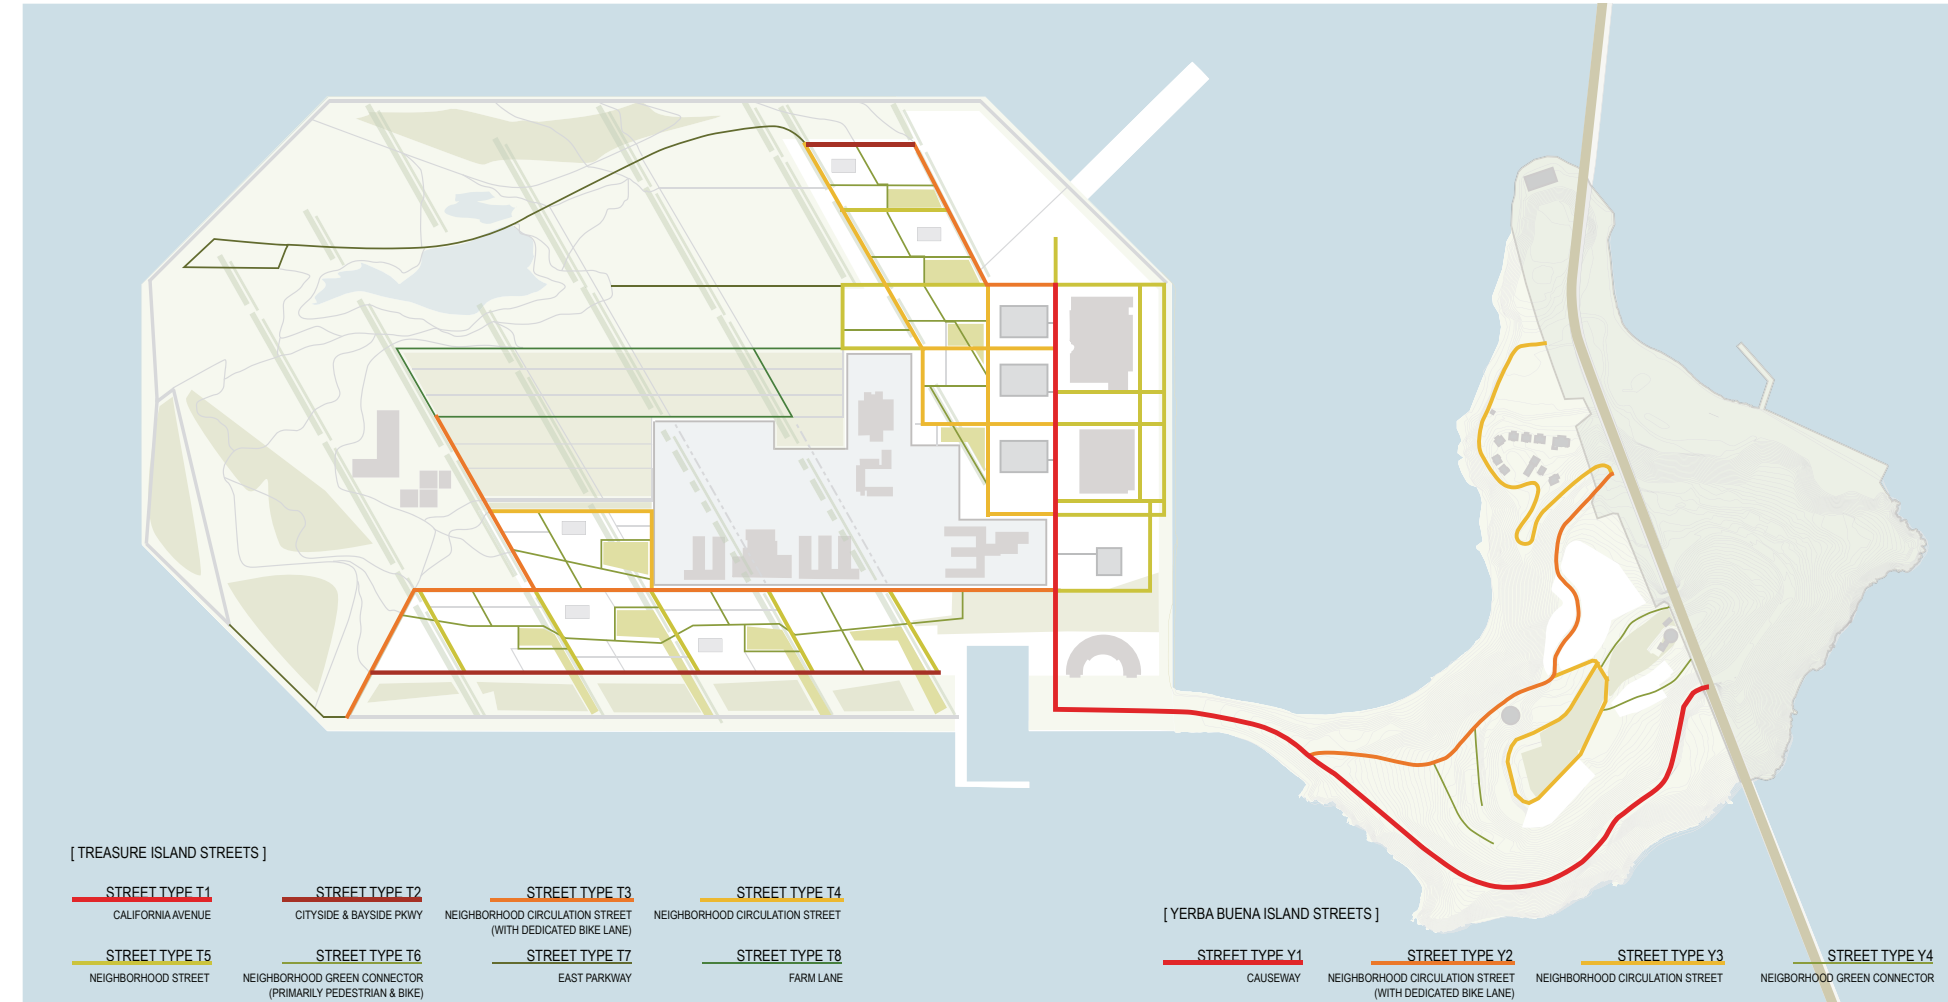 [ TREASURE ISLAND STREETS ]
STREET TYPE T1
CALIFORNIA AVENUE
STREET TYPE T2
CITYSIDE & BAYSIDE PKWY
STREET TYPE T3
NEIGHBORHOOD CIRCULATION STREET
(WITH DEDICATED BIKE LANE)
STREET TYPE T4
NEIGHBORHOOD CIRCULATION STREET
STREET TYPE T5
NEIGHBORHOOD STREET
STREET TYPE T6
NEIGHBORHOOD GREEN CONNECTOR
(PRIMARILY PEDESTRIAN & BIKE)
STREET TYPE T7
EAST PARKWAY
STREET TYPE T8
FARM LANE
[ YERBA BUENA ISLAND STREETS ]
STREET TYPE Y1
CAUSEWAY
STREET TYPE Y2
NEIGHBORHOOD CIRCULATION STREET
(WITH DEDICATED BIKE LANE)
STREET TYPE Y3
NEIGHBORHOOD CIRCULATION STREET
STREET TYPE Y4
NEIGBORHOOD GREEN CONNECTOR